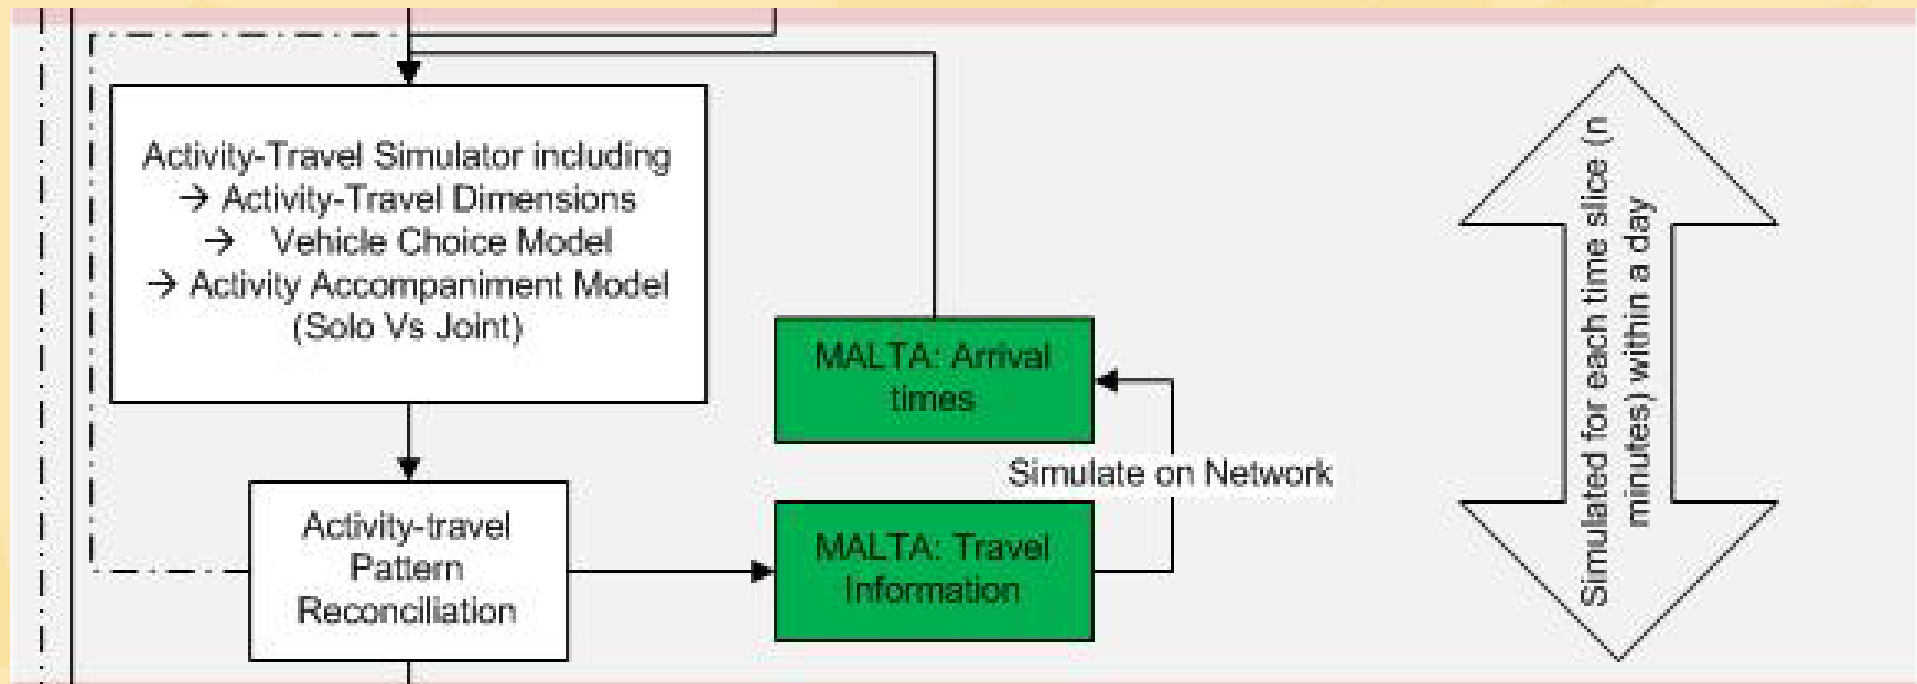 Activity-Travel Simulator including
→ Activity-Travel Dimensions
→ Vehicle Choice Model
→ Activity Accompaniment Model
(Solo Vs Joint)
MALTA: Arrival
times
Simulate on Network
Activity-travel
Pattern
Reconciliation
MALTA: Travel
Information
Simulated for each time slice (n
minutes) within a day